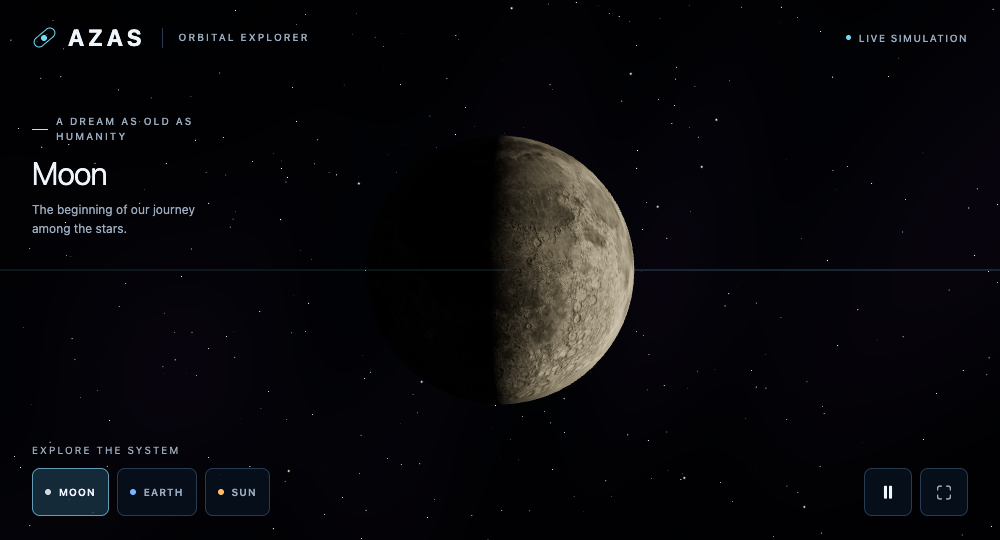 AZAS
ORBITAL EXPLORER
LIVE SIMULATION
A DREAM AS OLD AS
HUMANITY
Moon
The beginning of our journey
among the stars.
EXPLORE THE SYSTEM
MOON
EARTH
SUN